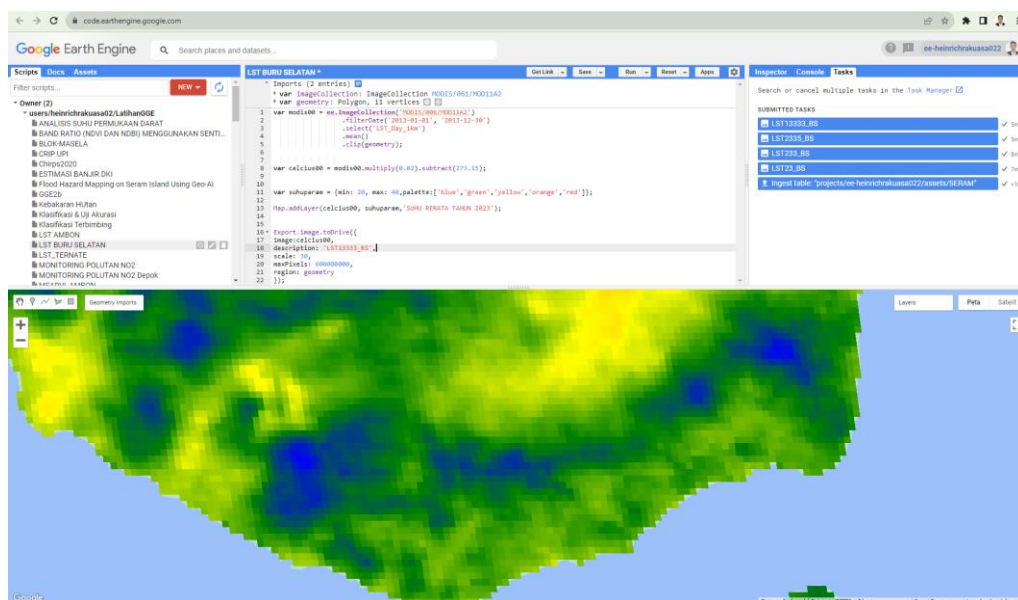 code.earthengine.google.com
Google Earth Engine
Search places and datasets...
ee-heinrichrakuasa022
Scripts Docs Assets
Filter scripts...
NEW
Owner (2)
users/heinrichrakuasa02/LatihanGGE
ANALISIS SUHU PERMUKAAN DARAT
BAND RATIO (NDVI DAN NDBI) MENGGUNAKAN SENTI...
BLOK-MASELA
CRIP UPI
Chirps2020
ESTIMASI BANJIR DKI
Flood Hazard Mapping on Seram Island Using Geo-AI
GGE2b
Kebakaran HUtan
Klasifikasi & Uji Akurasi
Klasifikasi Terbimbing
LST AMBON
LST BURU SELATAN
LST_TERNATE
MONITORING POLUTAN NO2
MONITORING POLUTAN NO2 Depok
LST BURU SELATAN *
Get Link Save Run Reset Apps
Imports (2 entries)
var imageCollection: ImageCollection MODIS/061/MOD11A2
var geometry: Polygon, 11 vertices
1 var modis00 = ee.ImageCollection('MODIS/006/MOD11A2')
2 .filterDate('2013-01-01', '2013-12-30')
3 .select('LST_Day_1km')
4 .mean()
5 .clip(geometry);
6
7
8 var celcius00 = modis00.multiply(0.02).subtract(273.15);
9
10
11 var suhuparam = {min: 20, max: 40,palette:['blue','green','yellow','orange','red']};
12
13 Map.addLayer(celcius00, suhuparam,'SUHU RERATA TAHUN 2023');
14
15
16 Export.image.toDrive({
17 image:celcius00,
18 description: 'LST13333_BS',
19 scale: 30,
20 maxPixels:
21 region: geometry
22 });
Inspector Console Tasks
Search or cancel multiple tasks in the Task Manager
SUBMITTED TASKS
LST13333_BS
LST2335_BS
LST233_BS
LST23_BS
Ingest table: "projects/ee-heinrichrakuasa022/assets/SERAM"
Geometry Imports
Layers
Peta Satelit
Google